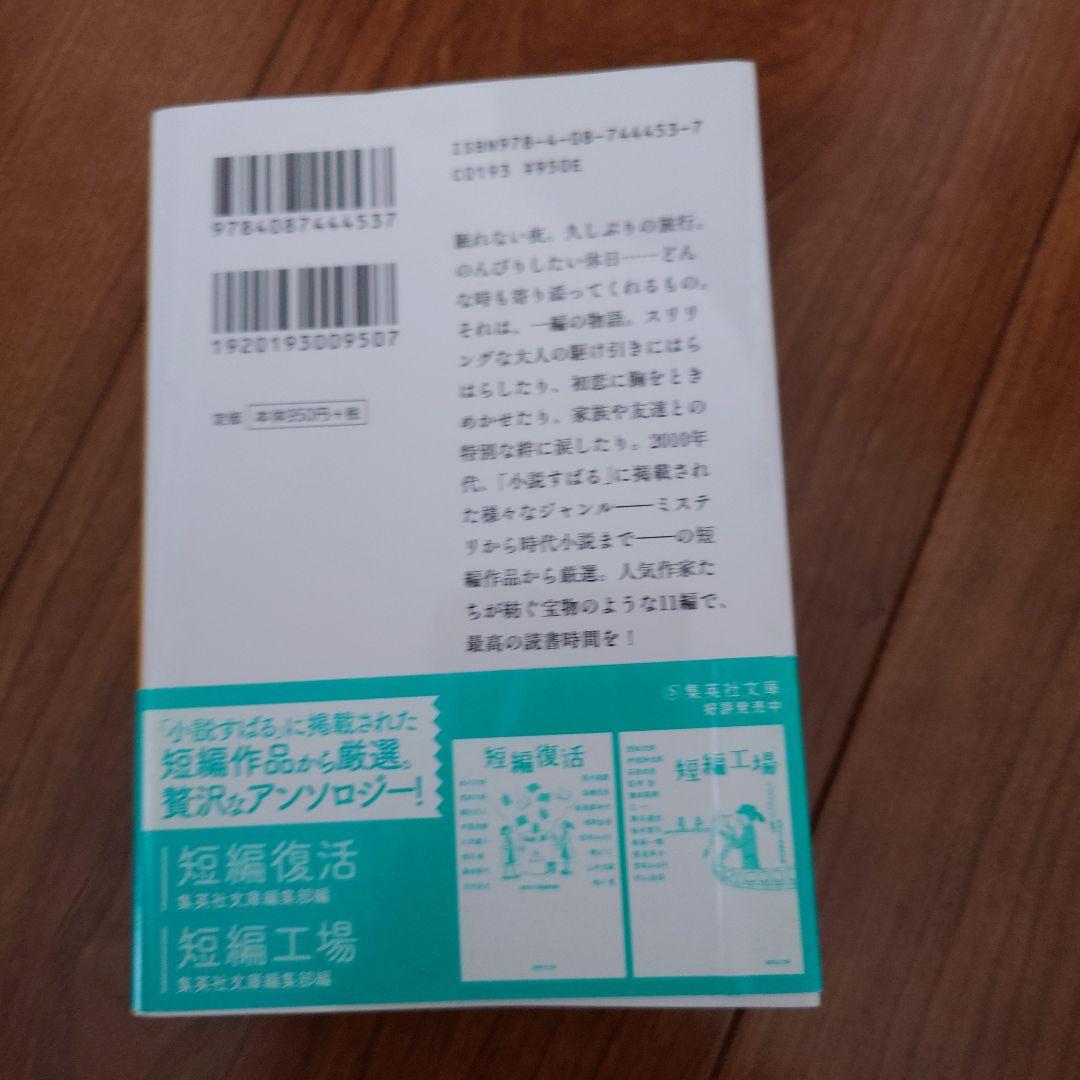 ISBN978-4-08-744453-7
C0193 ¥950E
9784087444537
1920193009507
定価 本体950円+税
眠れない夜。久しぶりの旅行。
のんびりしたい休日……どん
な時も寄り添ってくれるもの。
それは、一編の物語。スリリ
ングな大人の駆け引きにはら
はらしたり、初恋に胸をとき
めかせたり、家族や友達との
特別な絆に涙したり。2010年
代、「小説すばる」に掲載され
た様々なジャンル――ミステ
リから時代小説まで――の短
編作品から厳選。人気作家た
ちが紡ぐ宝物のような11編で、
最高の読書時間を!
「小説すばる」に掲載された
短編作品から厳選。
贅沢なアンソロジー!
短編復活
集英社文庫編集部編
短編工場
集英社文庫編集部編
集英社文庫
好評発売中
短編復活
短編工場